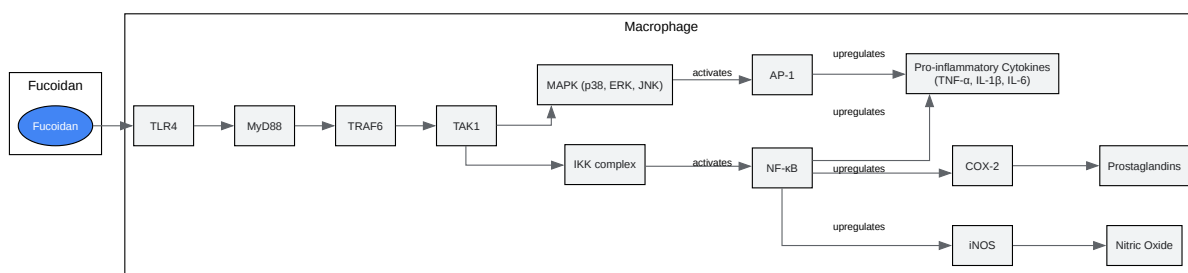 Macrophage
Fucoidan
Fucoidan
TLR4
MyD88
TRAF6
TAK1
MAPK (p38, ERK, JNK)
activates
AP-1
upregulates
Pro-inflammatory Cytokines
(TNF-α, IL-1β, IL-6)
upregulates
IKK complex
activates
NF-κB
upregulates
COX-2
Prostaglandins
upregulates
iNOS
Nitric Oxide